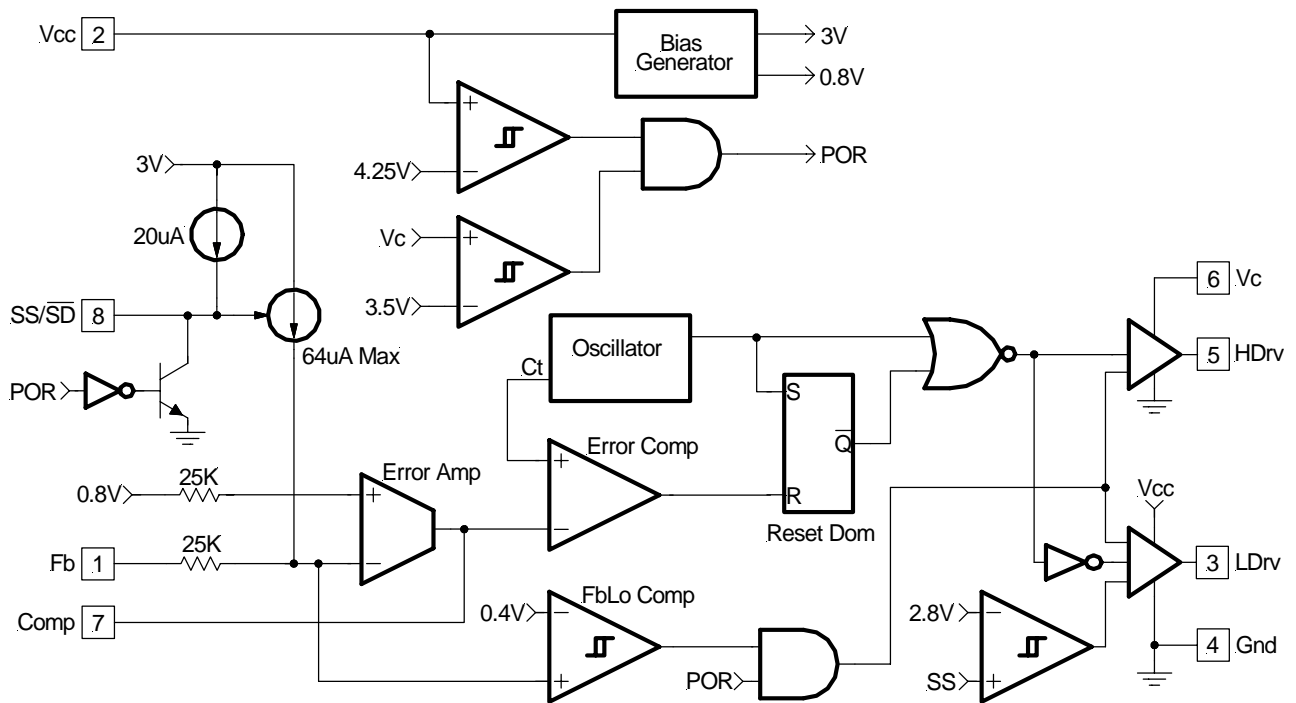 Vcc 2
Bias
Generator
3V
0.8V
+
4.25V
−
POR
3V
20uA
Vc
+
3.5V
−
SS/SD 8
64uA Max
POR
Oscillator
Ct
6 Vc
5 HDrv
S
Q
R
Reset Dom
Error Comp
+
−
Error Amp
0.8V
25K
+
Fb 1
25K
−
Comp 7
FbLo Comp
0.4V
−
+
POR
Vcc
3 LDrv
2.8V
−
SS
+
4 Gnd